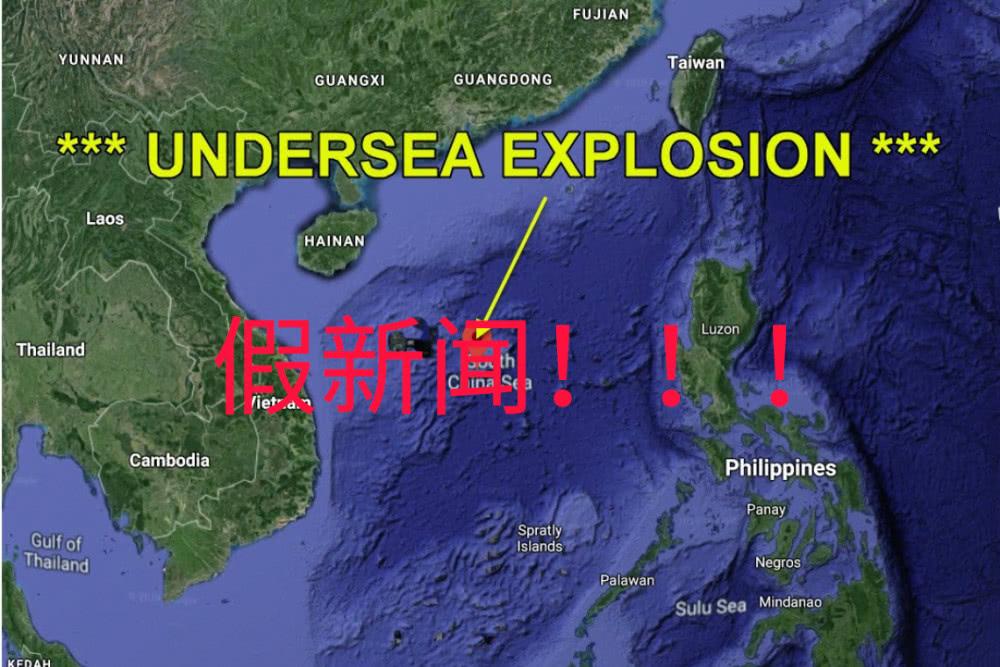 FUJIAN
YUNNAN
Taiwan
GUANGXI
GUANGDONG
*** UNDERSEA EXPLOSION ***
Laos
HAINAN
Luzon
Thailand
South
China Sea
假新闻！！！
Vietnam
Cambodia
Philippines
Panay
Gulf of
Thailand
Spratly
Islands
Negros
Palawan
Sulu Sea
Mindanao
KEDAH